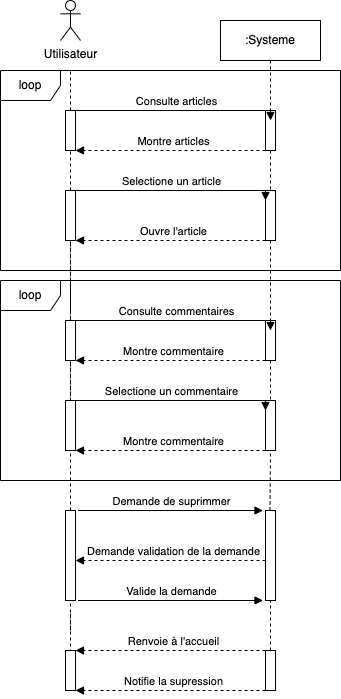 Utilisateur
:Systeme
loop
Consulte articles
Montre articles
Selectione un article
Ouvre l'article
loop
Consulte commentaires
Montre commentaire
Selectione un commentaire
Montre commentaire
Demande de suprimmer
Demande validation de la demande
Valide la demande
Renvoie à l'accueil
Notifie la supression